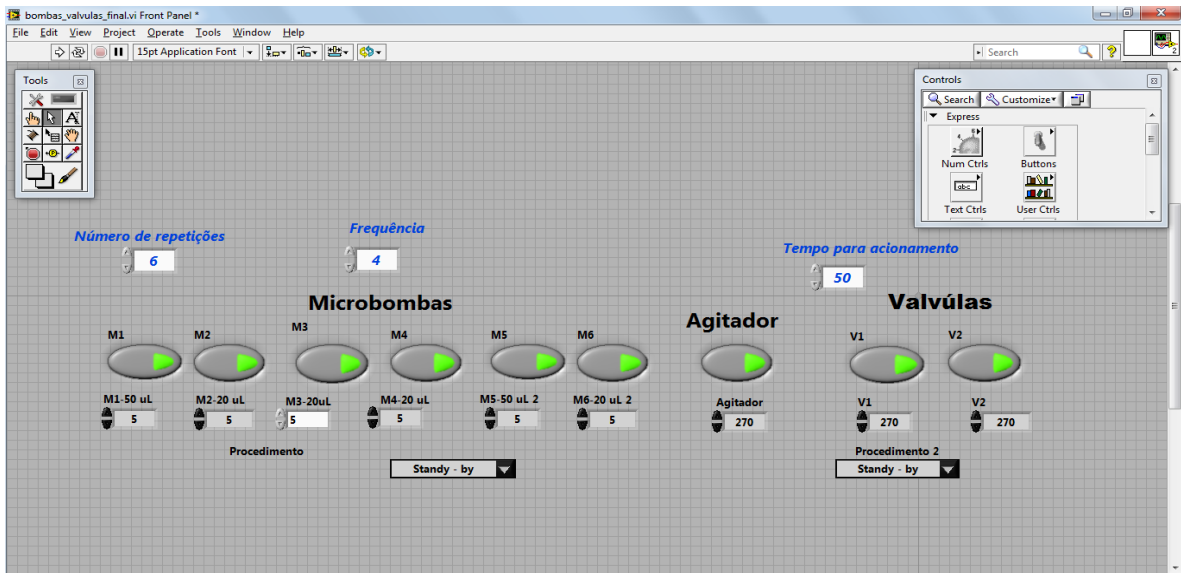 bombas_valvulas_final.vi Front Panel *
File Edit View Project Operate Tools Window Help
15pt Application Font
Search
2
Tools
Controls
Search Customize
Express
Num Ctrls Buttons
abc
Text Ctrls User Ctrls
Número de repetições
6
Frequência
4
Tempo para acionamento
50
Microbombas
Agitador
Valvúlas
M1 M2 M3 M4 M5 M6
V1 V2
M1-50 uL M2-20 uL M3-20uL M4-20 uL M5-50 uL 2 M6-20 uL 2
5 5 5 5 5 5
Agitador
270
V1 V2
270 270
Procedimento
Standy - by
Procedimento 2
Standy - by